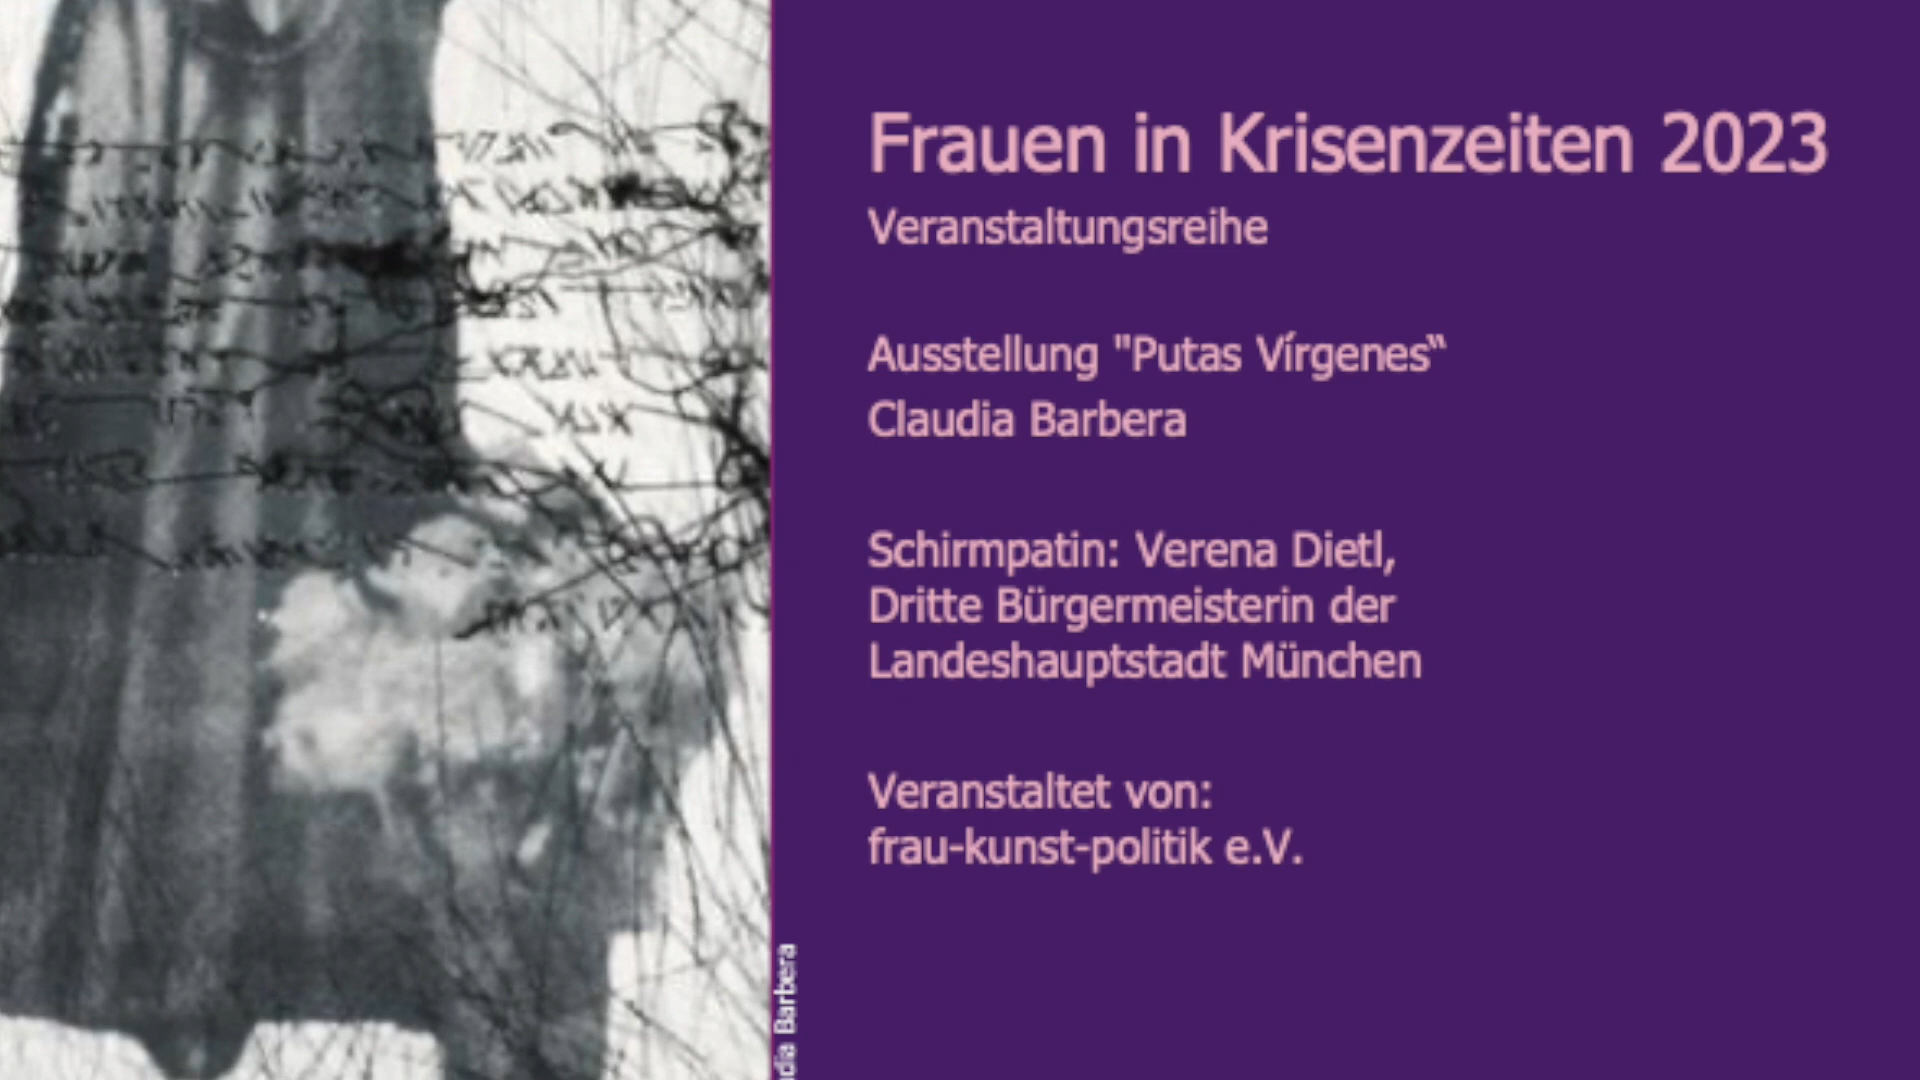 Frauen in Krisenzeiten 2023
Veranstaltungsreihe
Ausstellung "Putas Vírgenes“
Claudia Barbera
Schirmpatin: Verena Dietl,
Dritte Bürgermeisterin der
Landeshauptstadt München
Veranstaltet von:
frau-kunst-politik e.V.
Barbera